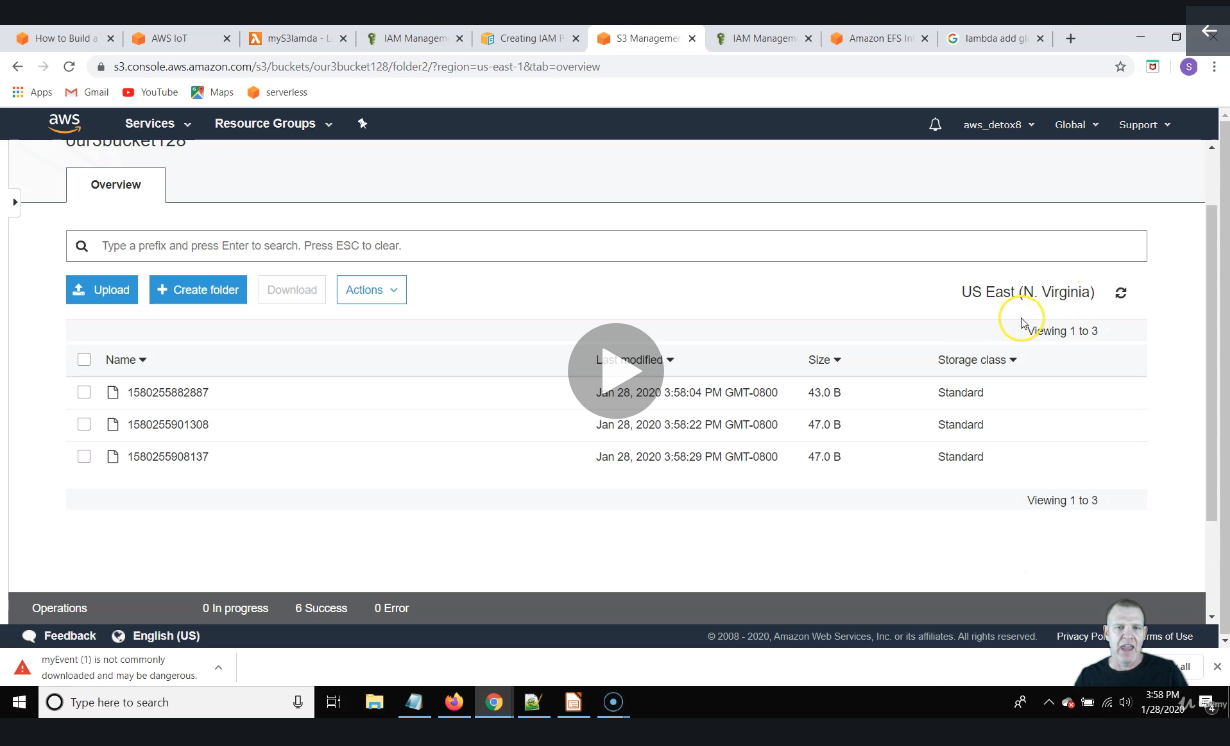 How to Build a
AWS IoT
myS3lamda - L
IAM Managem
Creating IAM P
S3 Manageme
IAM Managem
Amazon EFS Inf
lambda add gl
s3.console.aws.amazon.com/s3/buckets/our3bucket128/folder2/?region=us-east-1&tab=overview
S
Apps
Gmail
YouTube
Maps
serverless
aws
Services
Resource Groups
aws_detox8
Global
Support
our3bucket128
Overview
Type a prefix and press Enter to search. Press ESC to clear.
Upload
Create folder
Download
Actions
US East (N. Virginia)
Viewing 1 to 3
Name
Last modified
Size
Storage class
1580255882887 Jan 28, 2020 3:58:04 PM GMT-0800 43.0 B Standard
1580255901308 Jan 28, 2020 3:58:22 PM GMT-0800 47.0 B Standard
1580255908137 Jan 28, 2020 3:58:29 PM GMT-0800 47.0 B Standard
Viewing 1 to 3
Operations 0 In progress 6 Success 0 Error
Feedback
English (US)
© 2008 - 2020, Amazon Web Services, Inc. or its affiliates. All rights reserved.
Privacy Po
rms of Use
myEvent (1) is not commonly
downloaded and may be dangerous.
all
Type here to search
3:58 PM
1/28/2020
4